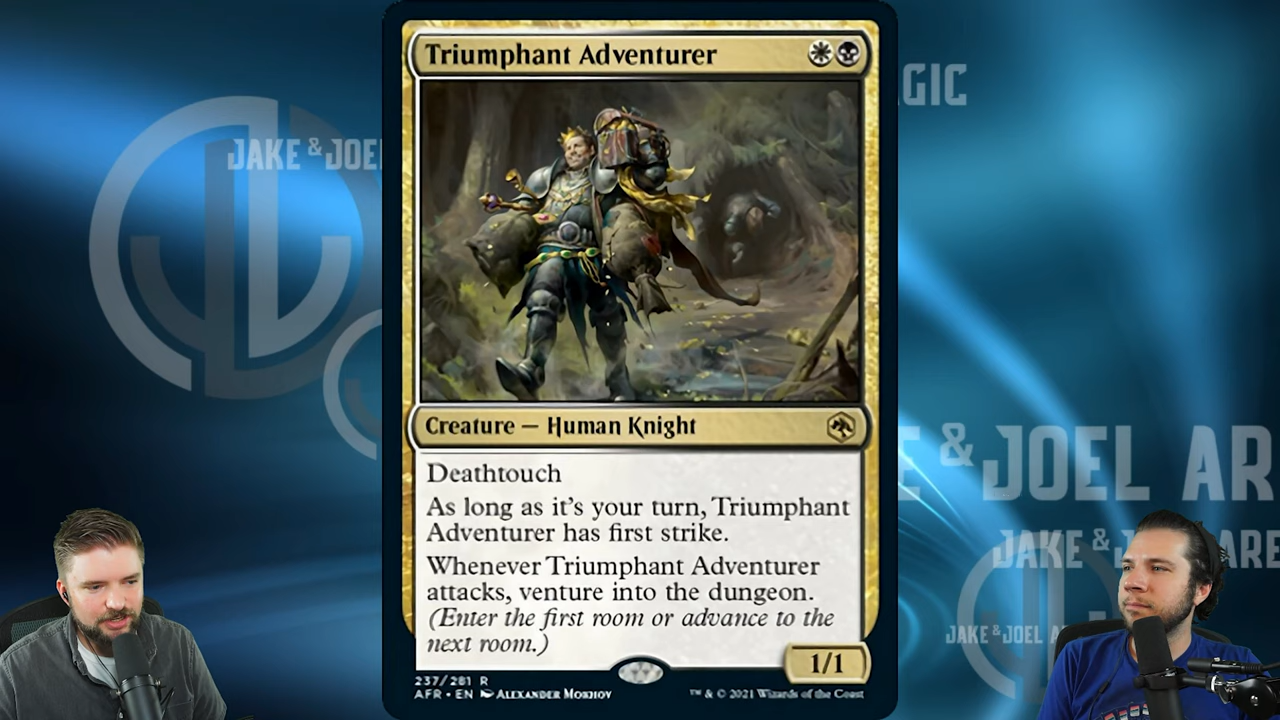 Triumphant Adventurer
GIC
JAKE & JOEL
Creature — Human Knight
Deathtouch
As long as it's your turn, Triumphant
Adventurer has first strike.
Whenever Triumphant Adventurer
attacks, venture into the dungeon.
(Enter the first room or advance to the
next room.)
1/1
237/281 R
AFR • EN ALEXANDER MOKHOV
™ & © 2021 Wizards of the Coast
E & JOEL AR
JAKE & J ARE
JAKE & JOEL A